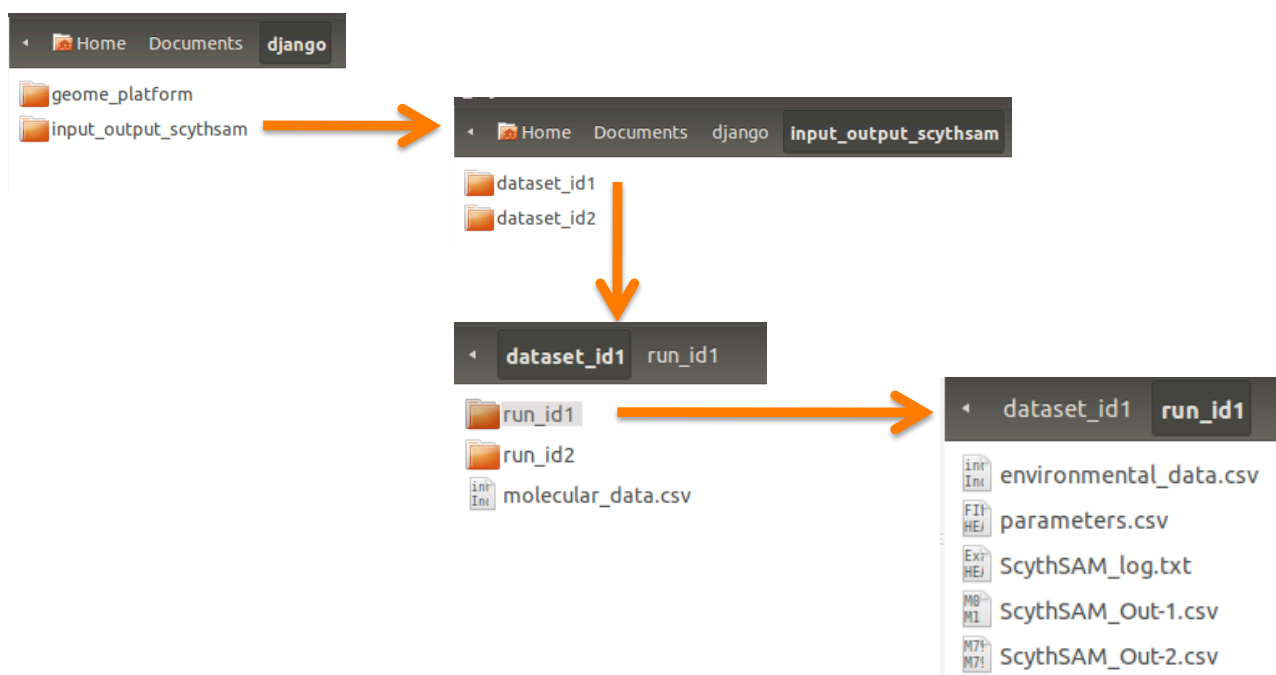 Home Documents django
geome_platform
input_output_scythsam
Home Documents django input_output_scythsam
dataset_id1
dataset_id2
dataset_id1 run_id1
run_id1
run_id2
molecular_data.csv
dataset_id1 run_id1
environmental_data.csv
parameters.csv
ScythSAM_log.txt
ScythSAM_Out-1.csv
ScythSAM_Out-2.csv